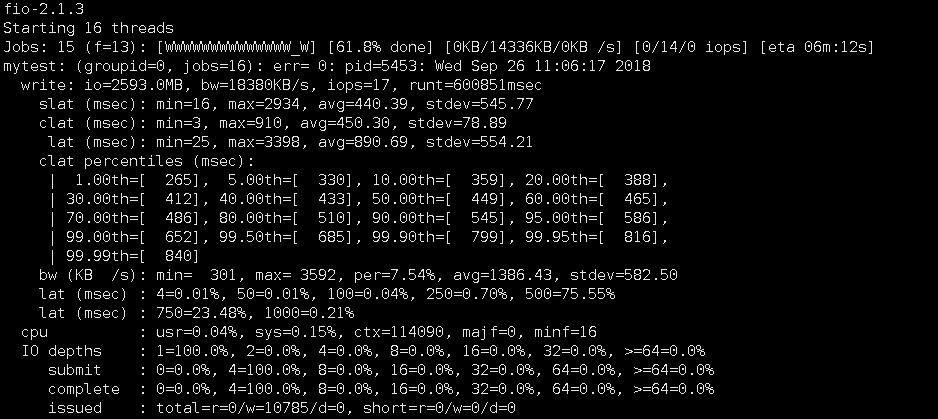 fio-2.1.3
Starting 16 threads
Jobs: 15 (f=13): [WWWWWWWWWWWWWW_W] [61.8% done] [0KB/14336KB/0KB /s] [0/14/0 iops] [eta 06m:12s]
mytest: (groupid=0, jobs=16): err= 0: pid=5453: Wed Sep 26 11:06:17 2018
  write: io=2593.0MB, bw=18380KB/s, iops=17, runt=600851msec
    slat (msec): min=16, max=2934, avg=440.39, stdev=545.77
    clat (msec): min=3, max=910, avg=450.30, stdev=78.89
     lat (msec): min=25, max=3398, avg=890.69, stdev=554.21
    clat percentiles (msec):
     |  1.00th=[  265],  5.00th=[  330], 10.00th=[  359], 20.00th=[  388],
     | 30.00th=[  412], 40.00th=[  433], 50.00th=[  449], 60.00th=[  465],
     | 70.00th=[  486], 80.00th=[  510], 90.00th=[  545], 95.00th=[  586],
     | 99.00th=[  652], 99.50th=[  685], 99.90th=[  799], 99.95th=[  816],
     | 99.99th=[  840]
    bw (KB  /s): min=  301, max= 3592, per=7.54%, avg=1386.43, stdev=582.50
    lat (msec) : 4=0.01%, 50=0.01%, 100=0.04%, 250=0.70%, 500=75.55%
    lat (msec) : 750=23.48%, 1000=0.21%
  cpu          : usr=0.04%, sys=0.15%, ctx=114090, majf=0, minf=16
  IO depths    : 1=100.0%, 2=0.0%, 4=0.0%, 8=0.0%, 16=0.0%, 32=0.0%, >=64=0.0%
     submit    : 0=0.0%, 4=100.0%, 8=0.0%, 16=0.0%, 32=0.0%, 64=0.0%, >=64=0.0%
     complete  : 0=0.0%, 4=100.0%, 8=0.0%, 16=0.0%, 32=0.0%, 64=0.0%, >=64=0.0%
     issued    : total=r=0/w=10785/d=0, short=r=0/w=0/d=0